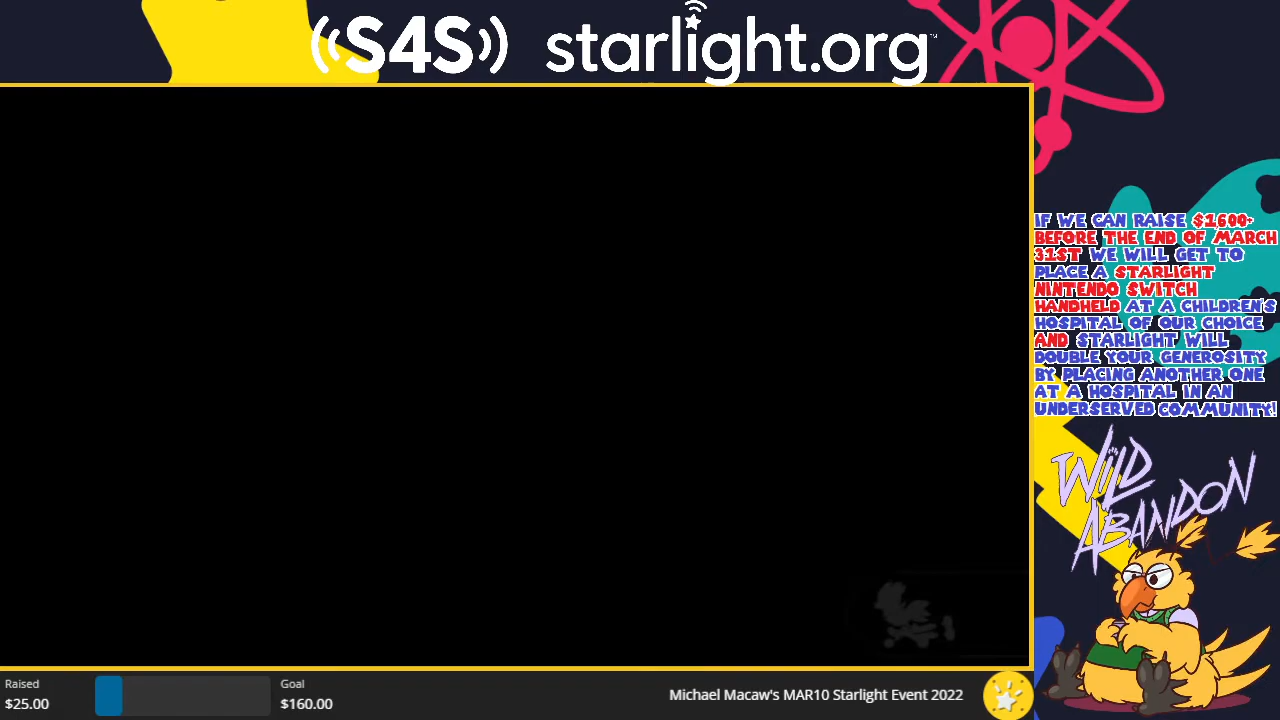 ((S4S)) starlight.org™
IF WE CAN RAISE $1600+
BEFORE THE END OF MARCH
31ST WE WILL GET TO
PLACE A STARLIGHT
NINTENDO SWITCH
HANDHELD AT A CHILDREN'S
HOSPITAL OF OUR CHOICE
AND STARLIGHT WILL
DOUBLE YOUR GENEROSITY
BY PLACING ANOTHER ONE
AT A HOSPITAL IN AN
UNDERSERVED COMMUNITY!
WILD
ABANDON
Raised
$25.00
Goal
$160.00
Michael Macaw's MAR10 Starlight Event 2022